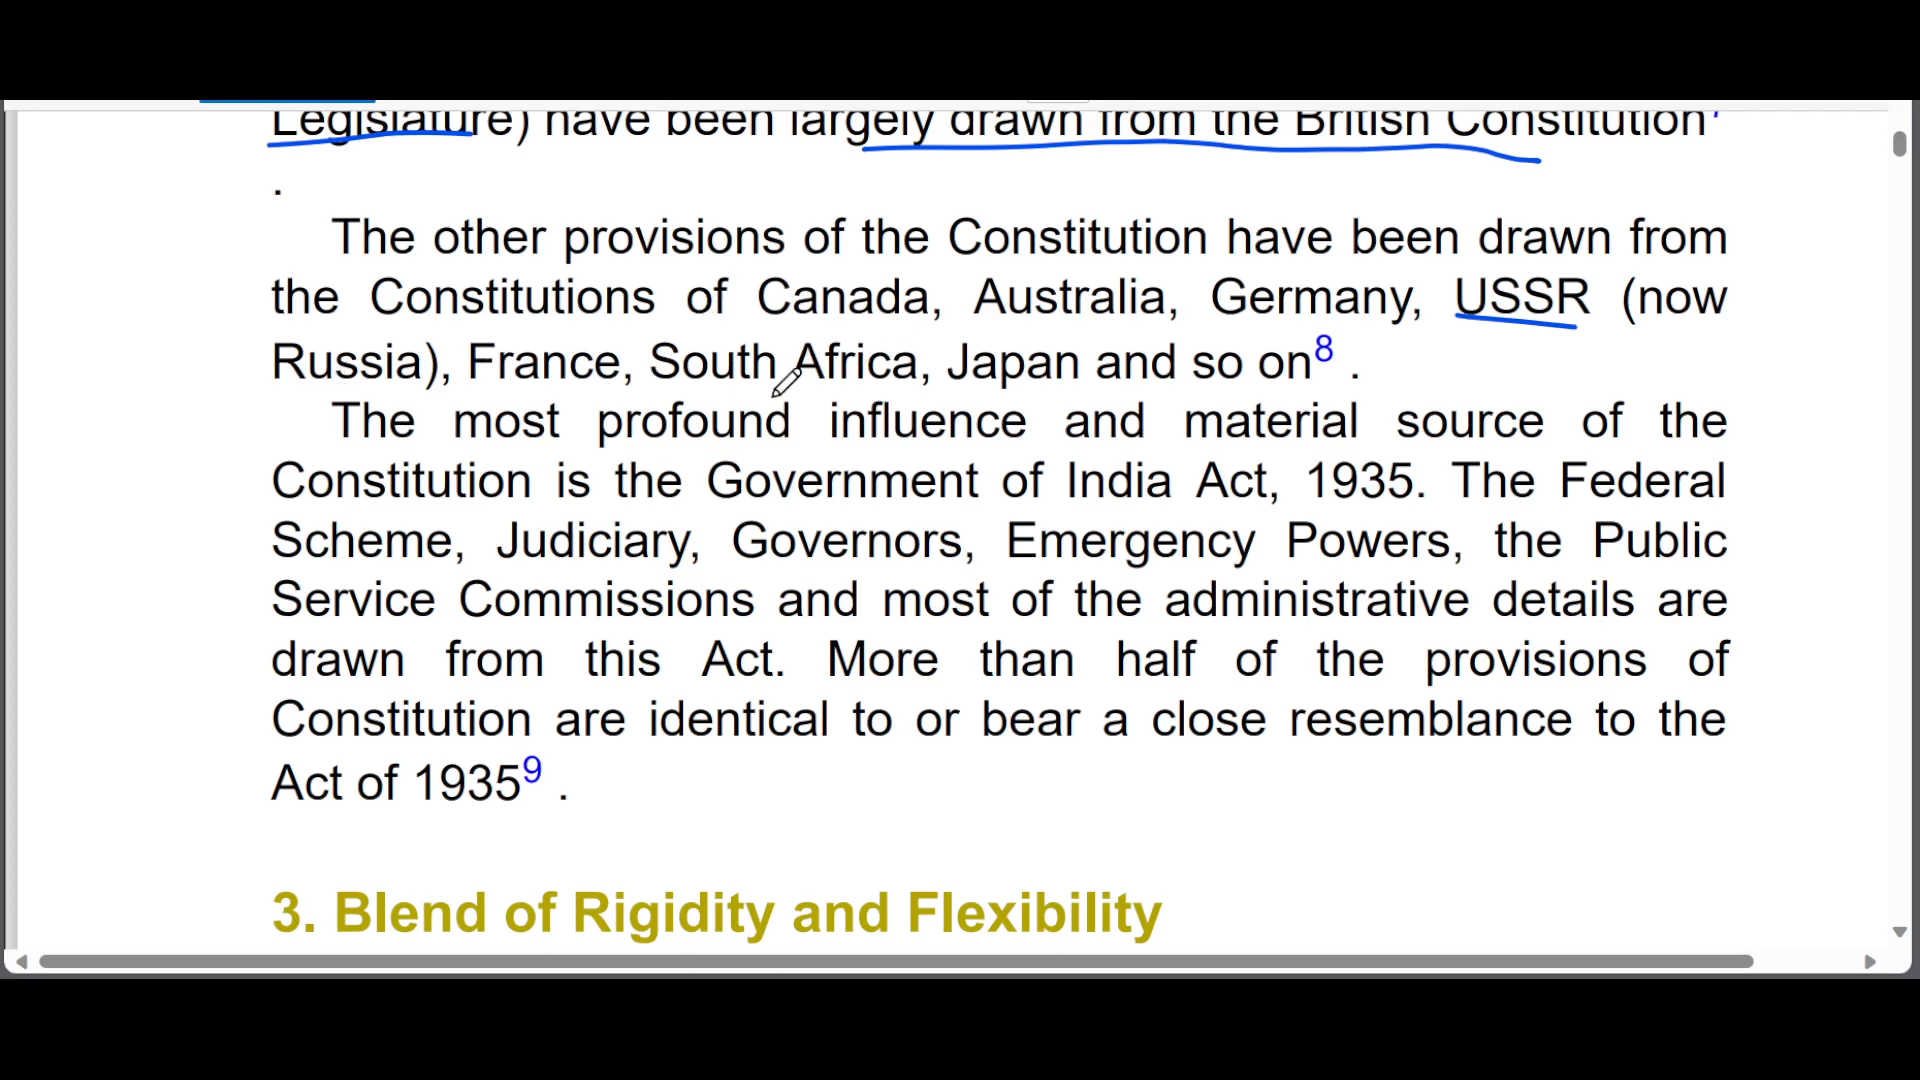 Legislature) have been largely drawn from the British Constitution7
.
The other provisions of the Constitution have been drawn from
the Constitutions of Canada, Australia, Germany, USSR (now
Russia), France, South Africa, Japan and so on8 .
The most profound influence and material source of the
Constitution is the Government of India Act, 1935. The Federal
Scheme, Judiciary, Governors, Emergency Powers, the Public
Service Commissions and most of the administrative details are
drawn from this Act. More than half of the provisions of
Constitution are identical to or bear a close resemblance to the
Act of 19359 .
3. Blend of Rigidity and Flexibility